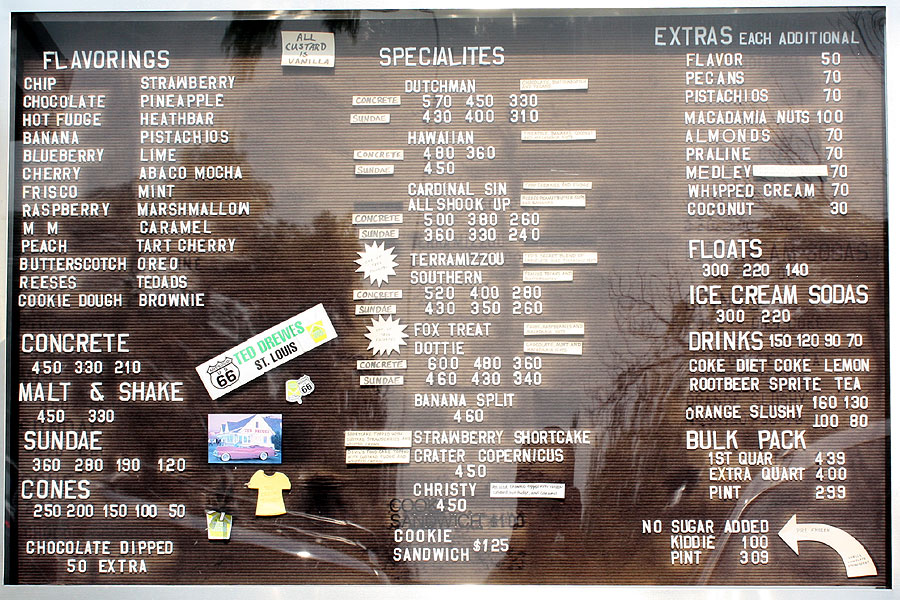 ALL
CUSTARD
IS
VANILLA
FLAVORINGS
CHIP STRAWBERRY
CHOCOLATE PINEAPPLE
HOT FUDGE HEATHBAR
BANANA PISTACHIOS
BLUEBERRY LIME
CHERRY ABACO MOCHA
FRISCO MINT
RASPBERRY MARSHMALLOW
M M CARAMEL
PEACH TART CHERRY
BUTTERSCOTCH OREO
REESES TEDADS
COOKIE DOUGH BROWNIE
CONCRETE
450 330 210
MALT & SHAKE
450 330
SUNDAE
360 280 190 120
CONES
250 200 150 100 50
CHOCOLATE DIPPED
50 EXTRA
ROUTE 66
TED DREWES
ST. LOUIS
66
SPECIALITES
DUTCHMAN
CONCRETE 570 450 330
SUNDAE 430 400 310
HAWAIIAN
CONCRETE 480 360
SUNDAE 450
CARDINAL SIN
ALL SHOOK UP
CONCRETE 500 380 260
SUNDAE 360 330 240
TERRAMIZZOU
SOUTHERN
CONCRETE 520 400 280
SUNDAE 430 350 260
FOX TREAT
DOTTIE
CONCRETE 600 480 360
SUNDAE 460 430 340
BANANA SPLIT
460
STRAWBERRY SHORTCAKE
CRATER COPERNICUS
450
CHRISTY
450
COOKIE
SANDWICH $125
EXTRAS EACH ADDITIONAL
FLAVOR 50
PECANS 70
PISTACHIOS 70
MACADAMIA NUTS 100
ALMONDS 70
PRALINE 70
MEDLEY 70
WHIPPED CREAM 70
COCONUT 30
FLOATS
300 220 140
ICE CREAM SODAS
300 220
DRINKS 150 120 90 70
COKE DIET COKE LEMON
ROOTBEER SPRITE TEA
ORANGE SLUSHY 160 130
100 80
BULK PACK
1ST QUAR 439
EXTRA QUART 400
PINT 299
NO SUGAR ADDED
KIDDIE 100
PINT 309